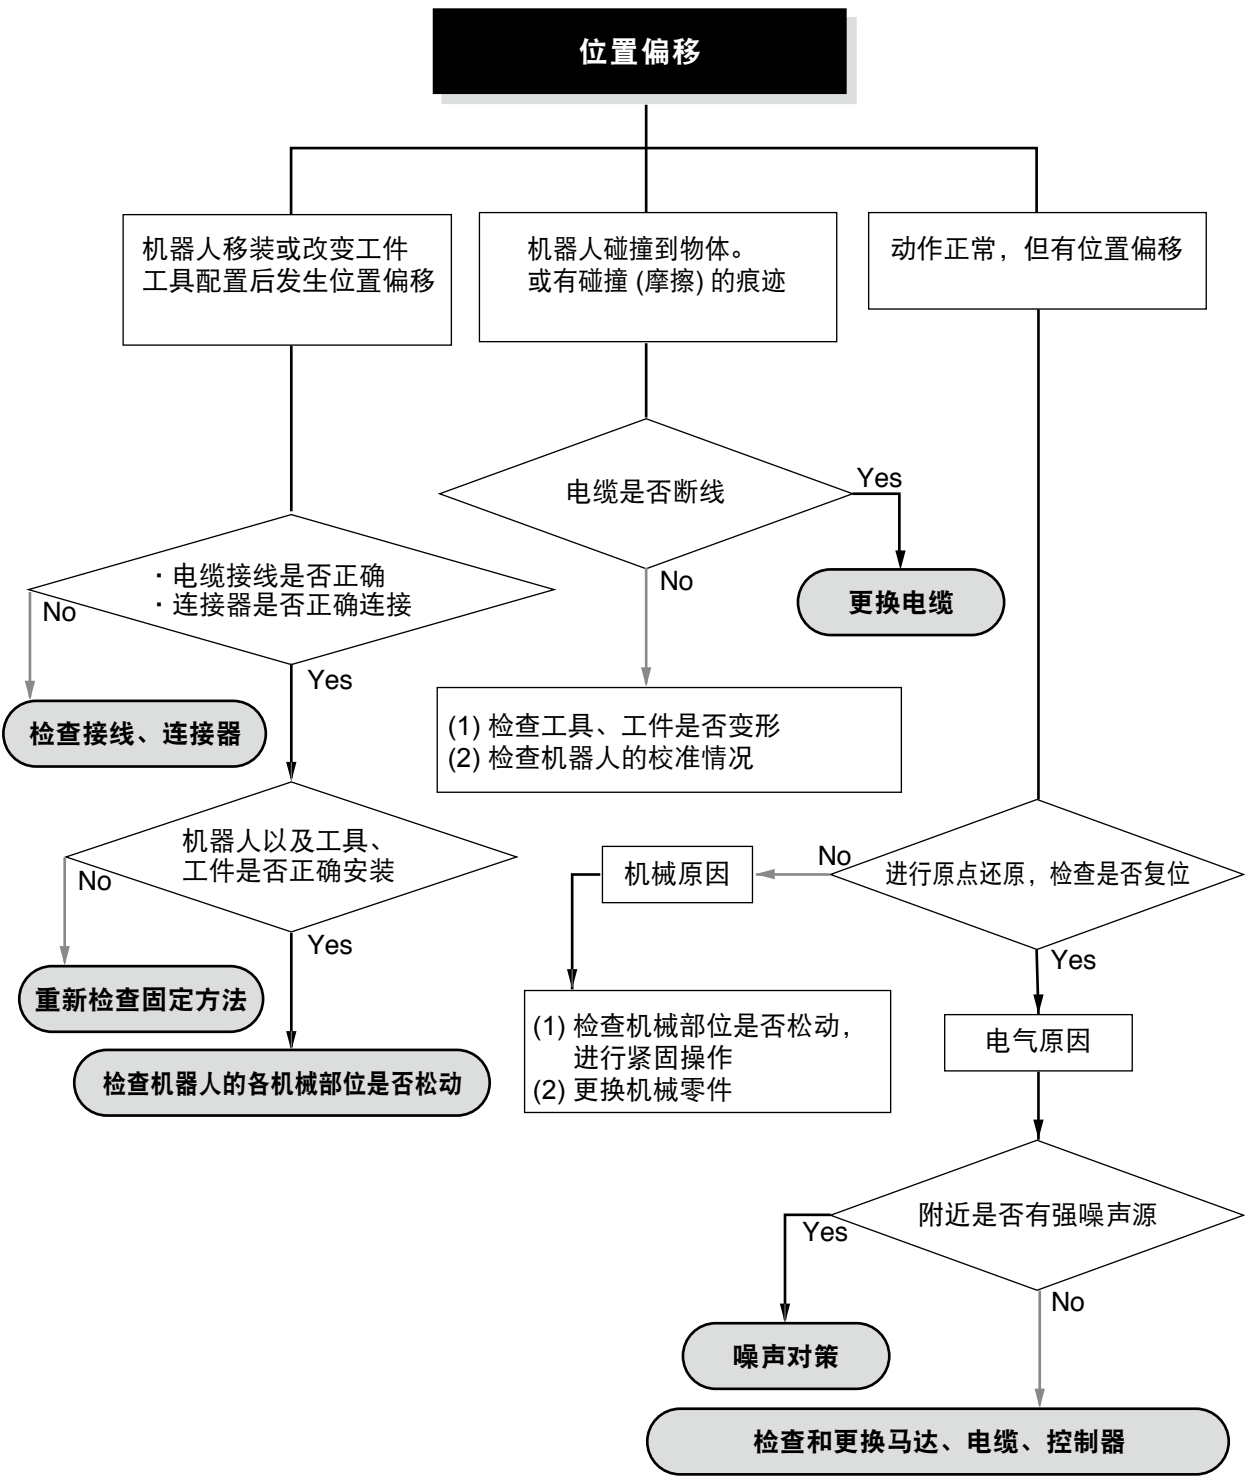 位置偏移
机器人移装或改变工件
工具配置后发生位置偏移
机器人碰撞到物体。
或有碰撞 (摩擦) 的痕迹
动作正常，但有位置偏移
电缆是否断线
Yes
No
更换电缆
・电缆接线是否正确
・连接器是否正确连接
No
Yes
检查接线、连接器
(1) 检查工具、工件是否变形
(2) 检查机器人的校准情况
机器人以及工具、
工件是否正确安装
No
Yes
重新检查固定方法
检查机器人的各机械部位是否松动
进行原点还原，检查是否复位
No
Yes
机械原因
(1) 检查机械部位是否松动，
进行紧固操作
(2) 更换机械零件
电气原因
附近是否有强噪声源
Yes
No
噪声对策
检查和更换马达、电缆、控制器